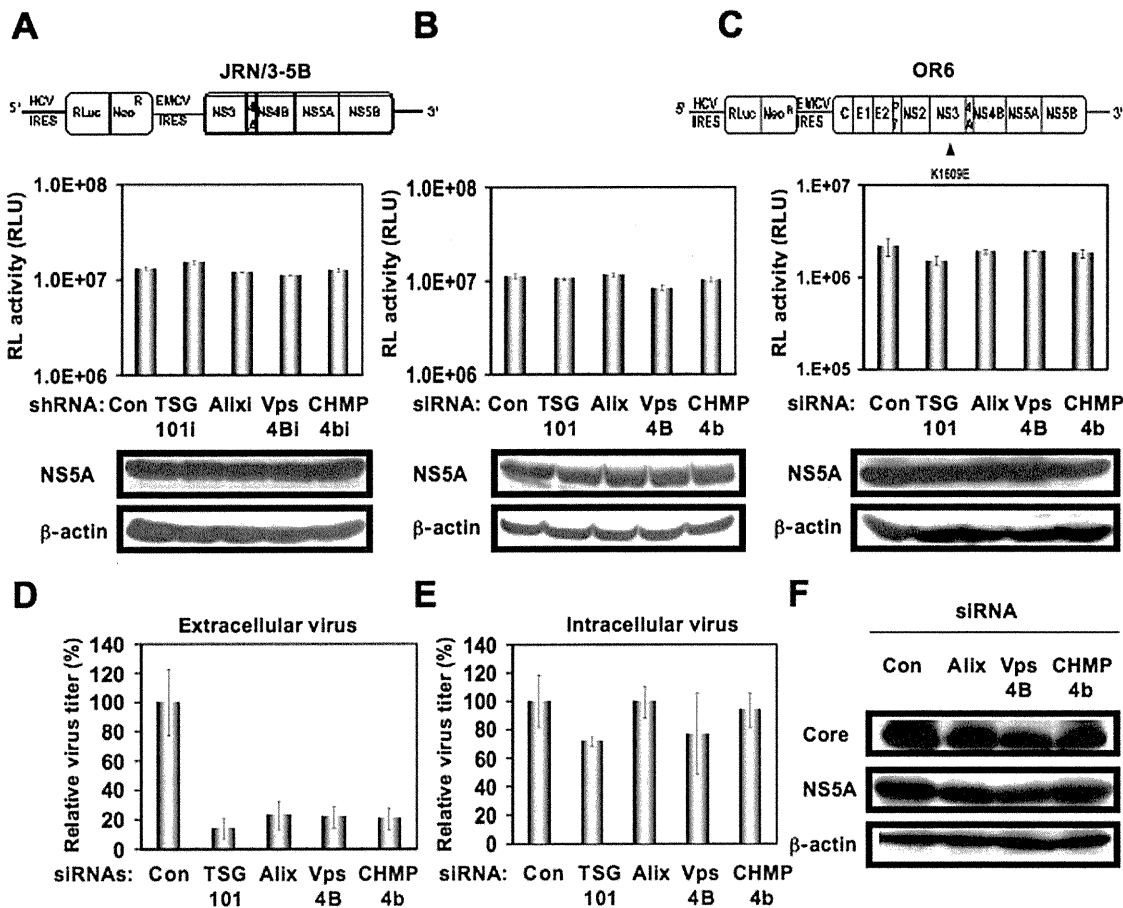 A
JRN/3-5B
5' HCV IRES RLuc Neo R EMCV IRES NS3 4A NS4B NS5A NS5B 3'
RL activity (RLU)
1.0E+08
1.0E+07
1.0E+06
shRNA: Con TSG 101i Alixi Vps 4Bi CHMP 4bi
NS5A
β-actin
B
RL activity (RLU)
1.0E+08
1.0E+07
1.0E+06
siRNA: Con TSG 101 Alix Vps 4B CHMP 4b
NS5A
β-actin
C
OR6
5' HCV IRES RLuc Neo R EMCV IRES C E1 E2 P7 NS2 NS3 4A NS4B NS5A NS5B 3'
K1609E
RL activity (RLU)
1.E+07
1.E+06
1.E+05
siRNA: Con TSG 101 Alix Vps 4B CHMP 4b
NS5A
β-actin
D
Extracellular virus
Relative virus titer (%)
140
120
100
80
60
40
20
0
siRNAs: Con TSG 101 Alix Vps 4B CHMP 4b
E
Intracellular virus
Relative virus titer (%)
140
120
100
80
60
40
20
0
siRNA: Con TSG 101 Alix Vps 4B CHMP 4b
F
siRNA
Con Alix Vps 4B CHMP 4b
Core
NS5A
β-actin